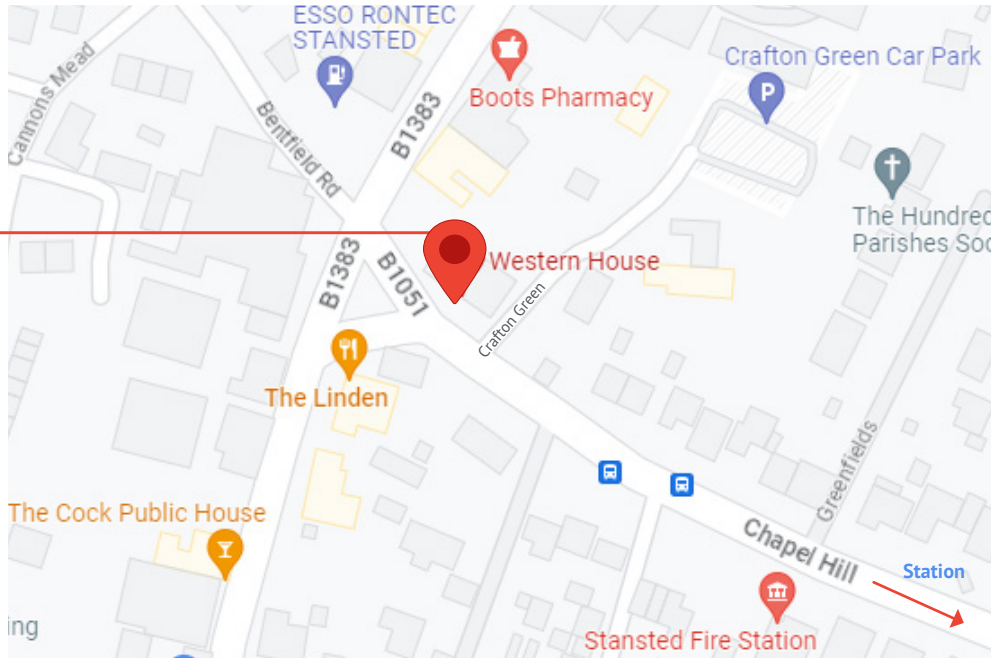 ESSO RONTEC
STANSTED
Cannons Mead
Bentfield Rd
B1383
Boots Pharmacy
Crafton Green Car Park
P
The Hundred
Parishes Soc
B1383
B1051
Western House
Crafton Green
The Linden
The Cock Public House
Greenfields
Chapel Hill
Station
Stansted Fire Station
ing